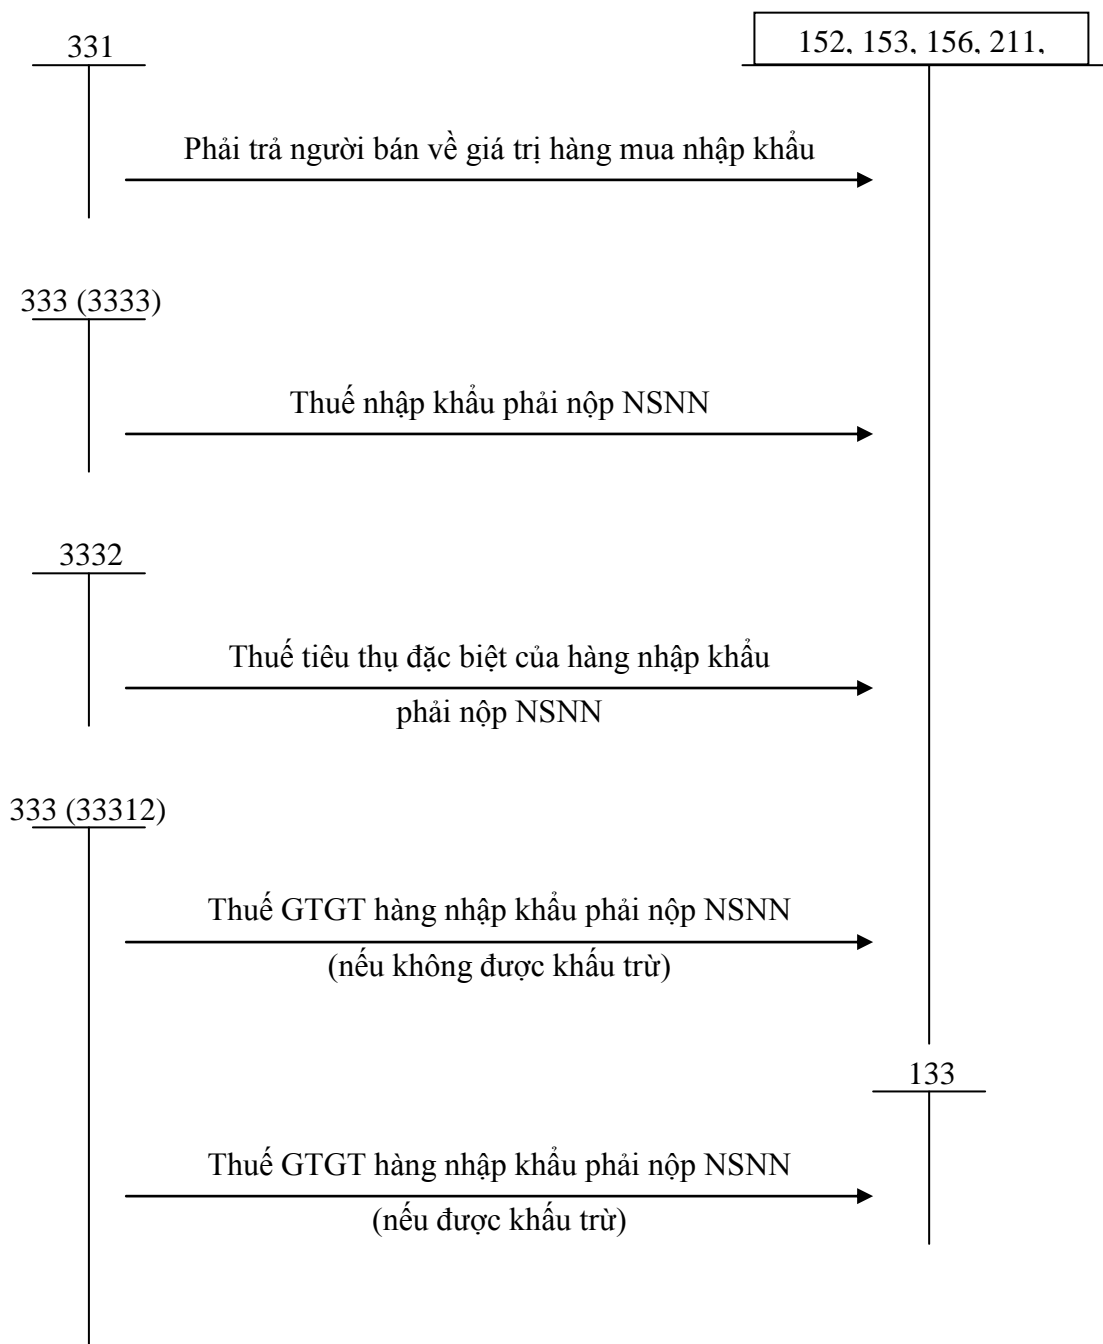 331
152, 153, 156, 211,
Phải trả người bán về giá trị hàng mua nhập khẩu
333 (3333)
Thuế nhập khẩu phải nộp NSNN
3332
Thuế tiêu thụ đặc biệt của hàng nhập khẩu
phải nộp NSNN
333 (33312)
Thuế GTGT hàng nhập khẩu phải nộp NSNN
(nếu không được khấu trừ)
133
Thuế GTGT hàng nhập khẩu phải nộp NSNN
(nếu được khấu trừ)